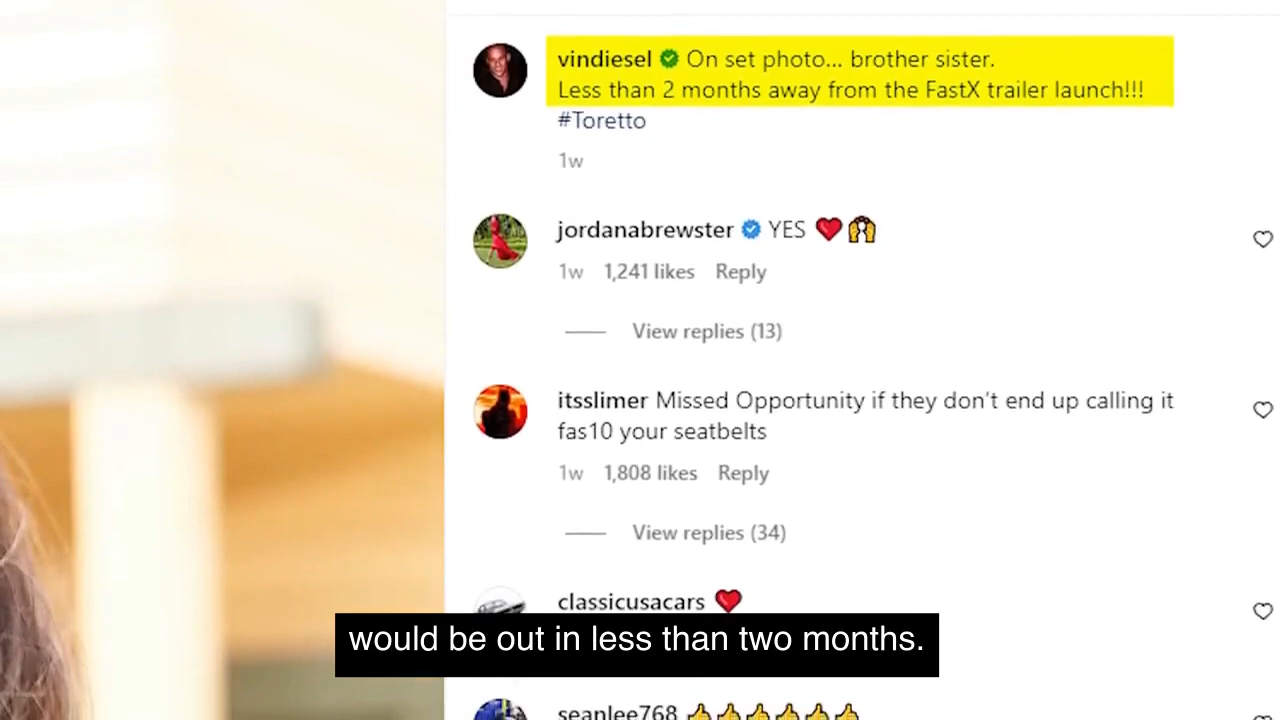 vindiesel On set photo... brother sister.
Less than 2 months away from the FastX trailer launch!!!
#Toretto
1w
jordanabrewster YES ❤️🙌
1w 1,241 likes Reply
View replies (13)
itsslimer Missed Opportunity if they don't end up calling it
fas10 your seatbelts
1w 1,808 likes Reply
View replies (34)
classicusacars ❤️
would be out in less than two months.
seanlee768 👍👍👍👍👍👍